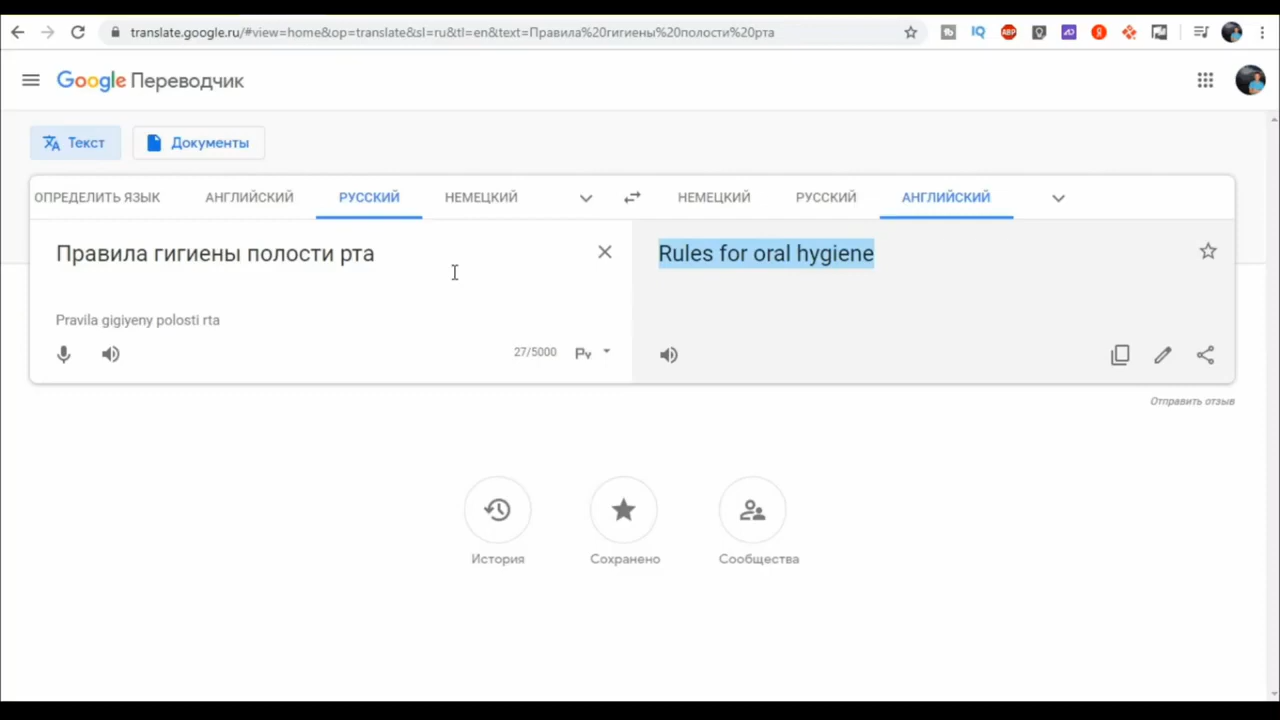 translate.google.ru/#view=home&op=translate&sl=ru&tl=en&text=Правила%20гигиены%20полости%20рта
IQ
ABP
Google Переводчик
Текст
Документы
ОПРЕДЕЛИТЬ ЯЗЫК
АНГЛИЙСКИЙ
РУССКИЙ
НЕМЕЦКИЙ
НЕМЕЦКИЙ
РУССКИЙ
АНГЛИЙСКИЙ
Правила гигиены полости рта
Rules for oral hygiene
Pravila gigiyeny polosti rta
27/5000
Ру
Отправить отзыв
История
Сохранено
Сообщества